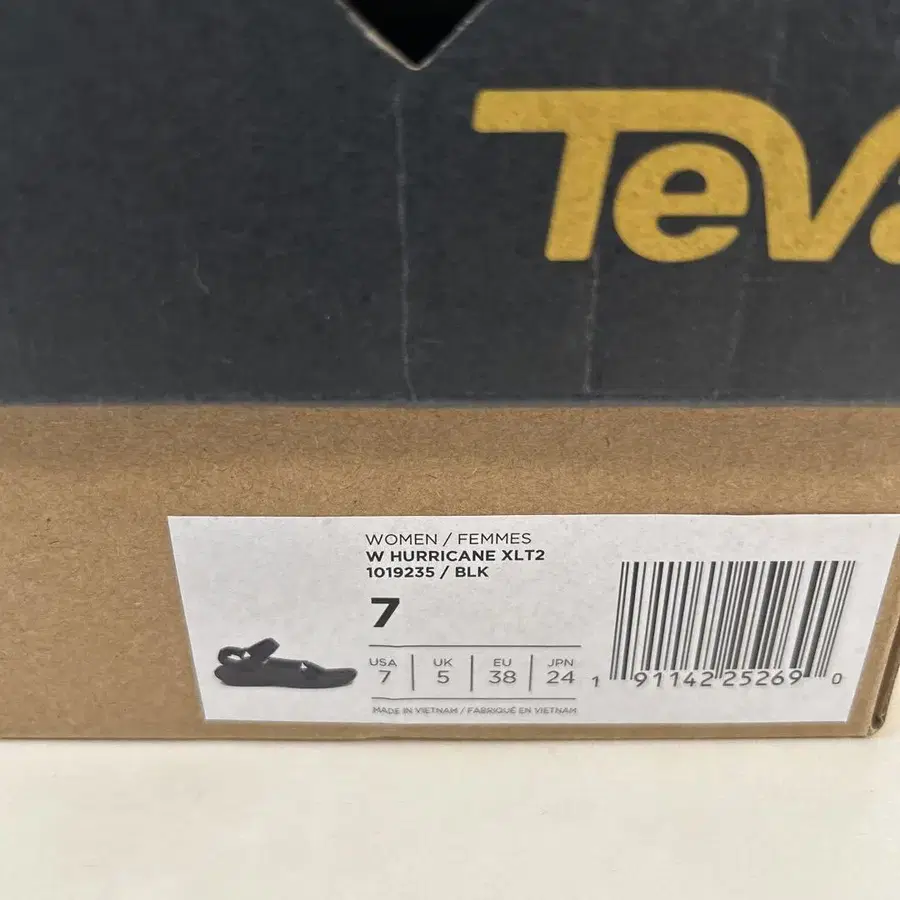 Teva
WOMEN / FEMMES
W HURRICANE XLT2
1019235 / BLK
7
USA UK EU JPN
7 5 38 24
MADE IN VIETNAM / FABRIQUÉ EN VIETNAM
1 91142 25269 0